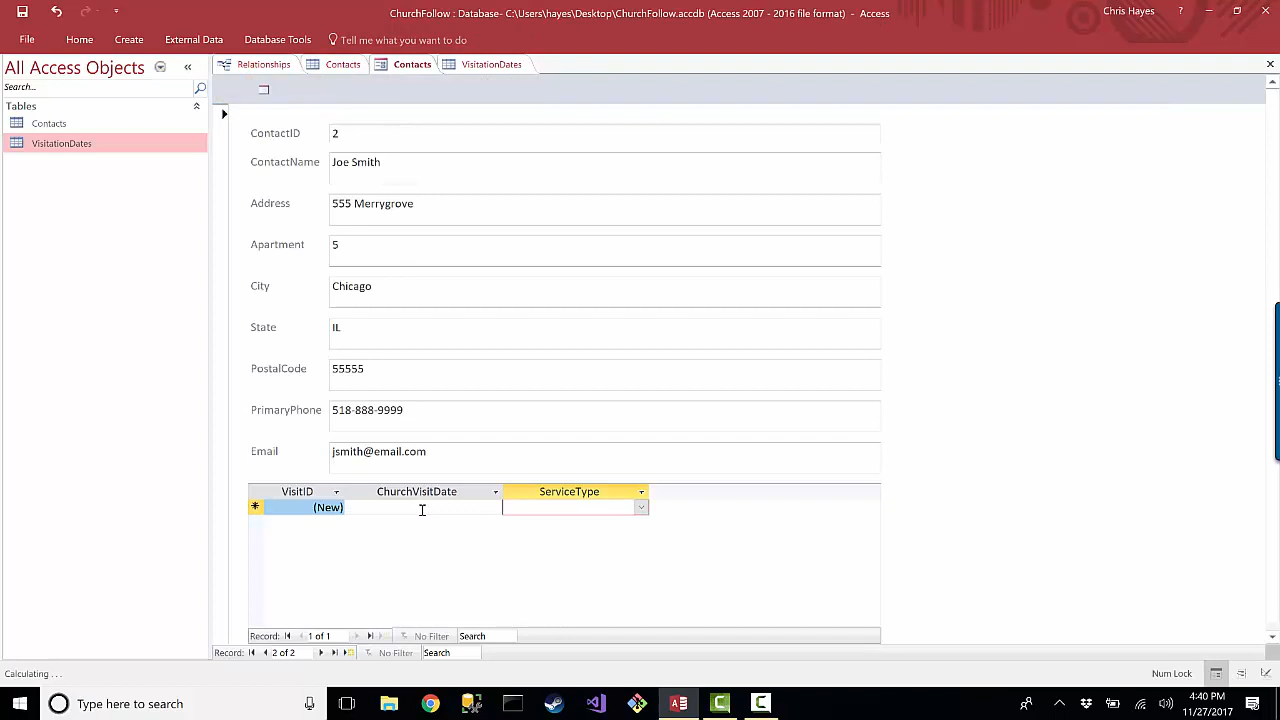 ChurchFollow : Database- C:\Users\hayes\Desktop\ChurchFollow.accdb (Access 2007 - 2016 file format) - Access
Chris Hayes
?
File Home Create External Data Database Tools Tell me what you want to do
All Access Objects
Search...
Tables
Contacts
VisitationDates
Relationships Contacts Contacts VisitationDates
ContactID 2
ContactName Joe Smith
Address 555 Merrygrove
Apartment 5
City Chicago
State IL
PostalCode 55555
PrimaryPhone 518-888-9999
Email jsmith@email.com
VisitID ChurchVisitDate ServiceType
* (New)
Record: 1 of 1 No Filter Search
Record: 2 of 2 No Filter Search
Calculating . . .
Num Lock
Type here to search
4:40 PM
11/27/2017